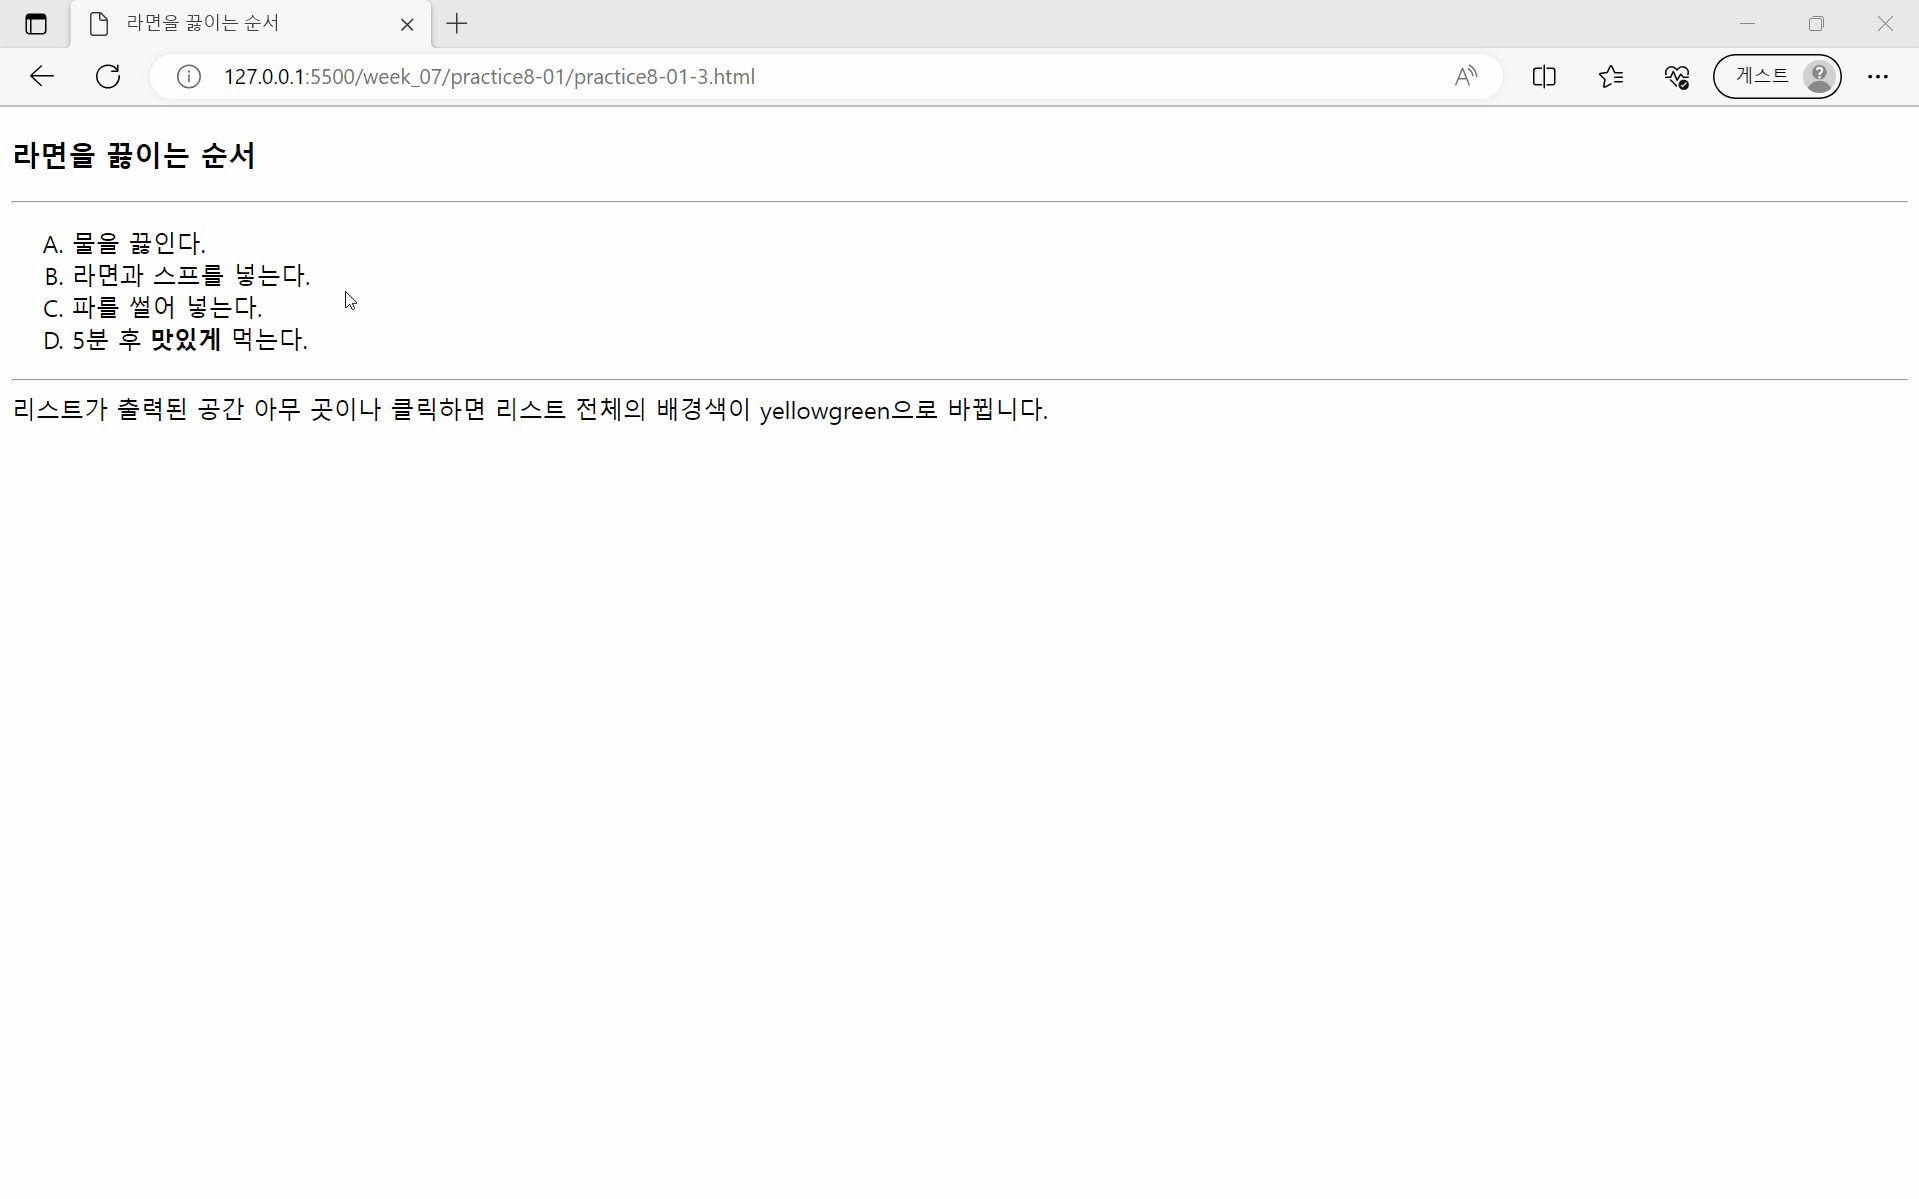 라면을 끓이는 순서
127.0.0.1:5500/week_07/practice8-01/practice8-01-3.html
게스트
라면을 끓이는 순서
A. 물을 끓인다.
B. 라면과 스프를 넣는다.
C. 파를 썰어 넣는다.
D. 5분 후 맛있게 먹는다.
리스트가 출력된 공간 아무 곳이나 클릭하면 리스트 전체의 배경색이 yellowgreen으로 바뀝니다.